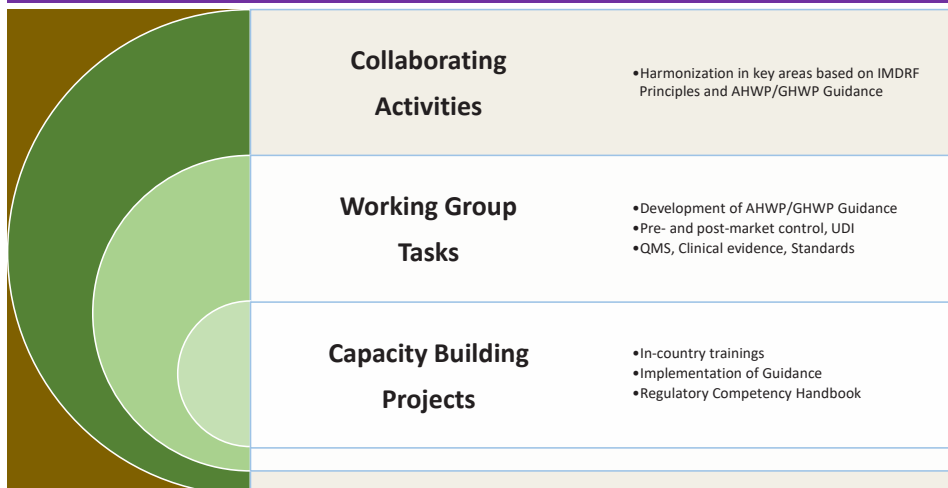 Collaborating
Activities
•Harmonization in key areas based on IMDRF
Principles and AHWP/GHWP Guidance
Working Group
Tasks
•Development of AHWP/GHWP Guidance
•Pre- and post-market control, UDI
•QMS, Clinical evidence, Standards
Capacity Building
Projects
•In-country trainings
•Implementation of Guidance
•Regulatory Competency Handbook